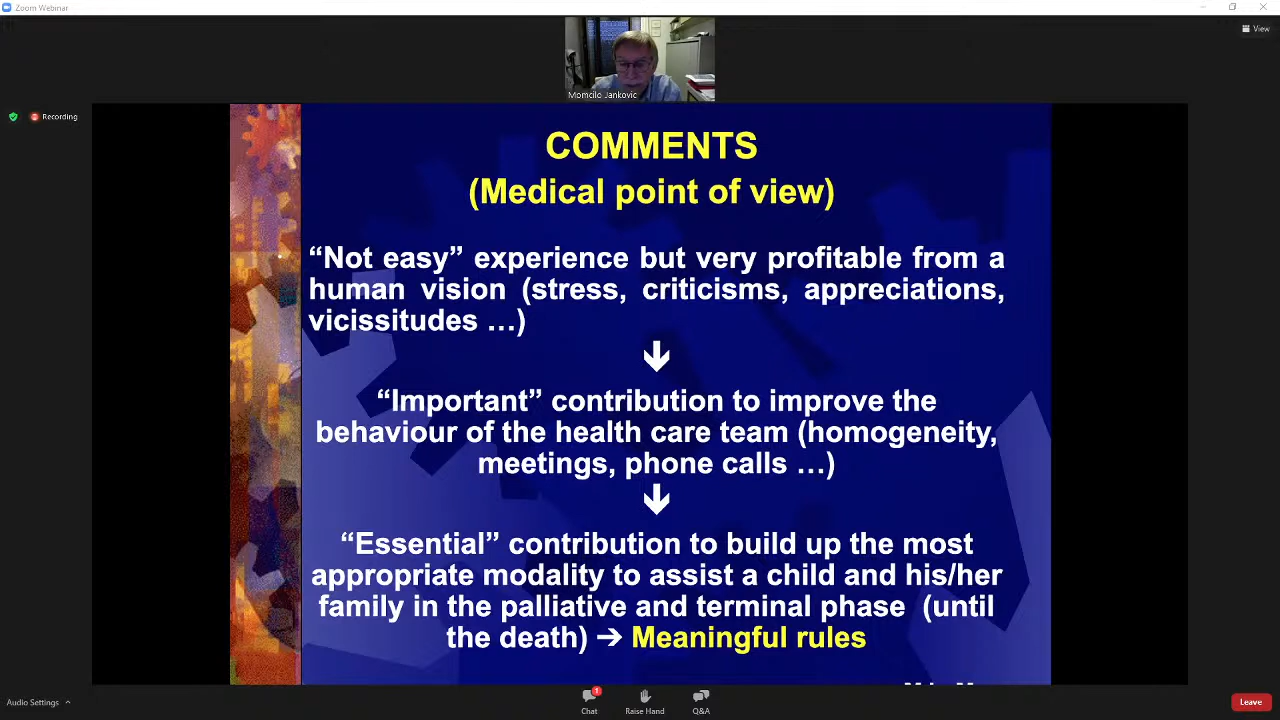 Zoom Webinar
View
Momcilo Jankovic
Recording
COMMENTS
(Medical point of view)
“Not easy” experience but very profitable from a
human vision (stress, criticisms, appreciations,
vicissitudes …)
“Important” contribution to improve the
behaviour of the health care team (homogeneity,
meetings, phone calls …)
“Essential” contribution to build up the most
appropriate modality to assist a child and his/her
family in the palliative and terminal phase (until
the death) ➔ Meaningful rules
Audio Settings
1
Chat
Raise Hand
Q&A
Leave